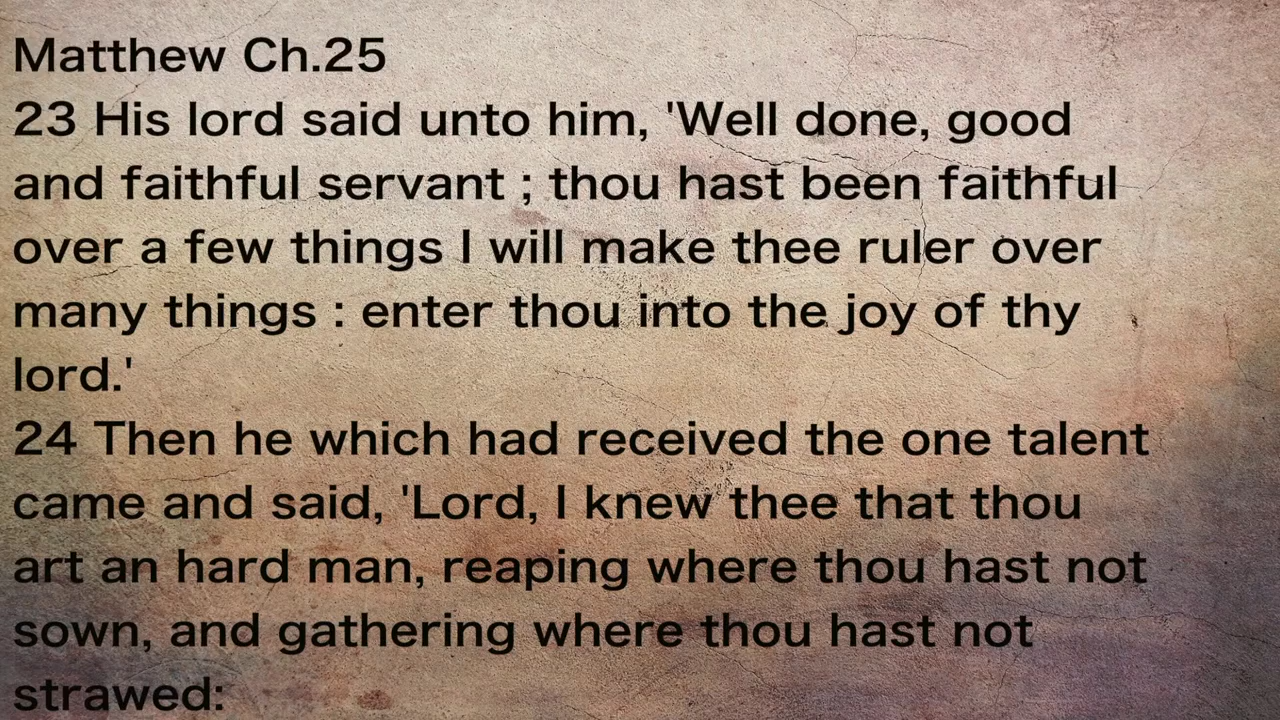 Matthew Ch.25
23 His lord said unto him, 'Well done, good
and faithful servant ; thou hast been faithful
over a few things I will make thee ruler over
many things : enter thou into the joy of thy
lord.'
24 Then he which had received the one talent
came and said, 'Lord, I knew thee that thou
art an hard man, reaping where thou hast not
sown, and gathering where thou hast not
strawed: